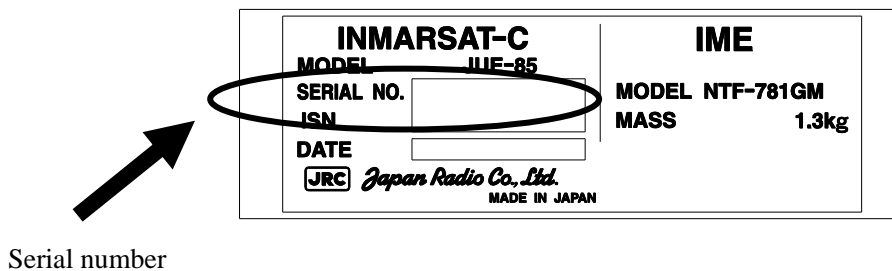 INMARSAT-C
MODEL JUE-85
SERIAL NO.
ISN
DATE
JRC Japan Radio Co., Ltd.
MADE IN JAPAN
IME
MODEL NTF-781GM
MASS 1.3kg
Serial number